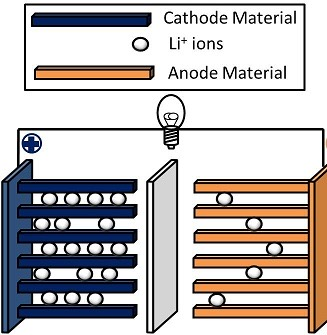 Cathode Material
Li⁺ ions
Anode Material
+